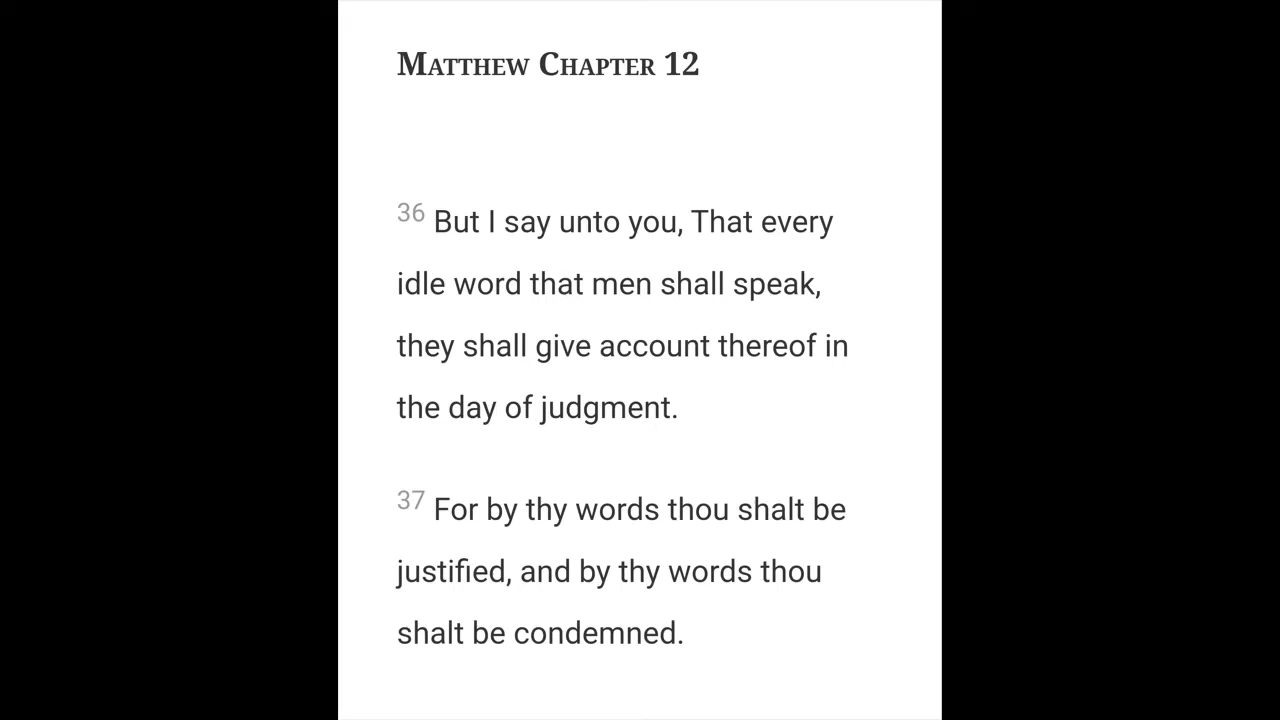 Matthew Chapter 12
36 But I say unto you, That every
idle word that men shall speak,
they shall give account thereof in
the day of judgment.
37 For by thy words thou shalt be
justified, and by thy words thou
shalt be condemned.